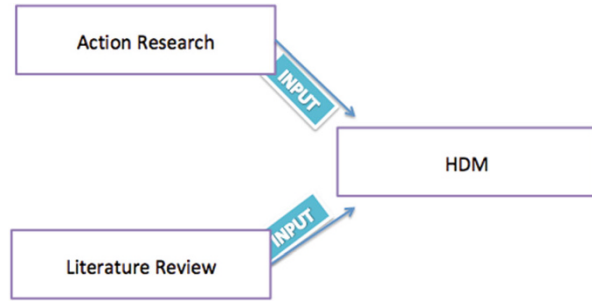 Action Research
INPUT
HDM
INPUT
Literature Review